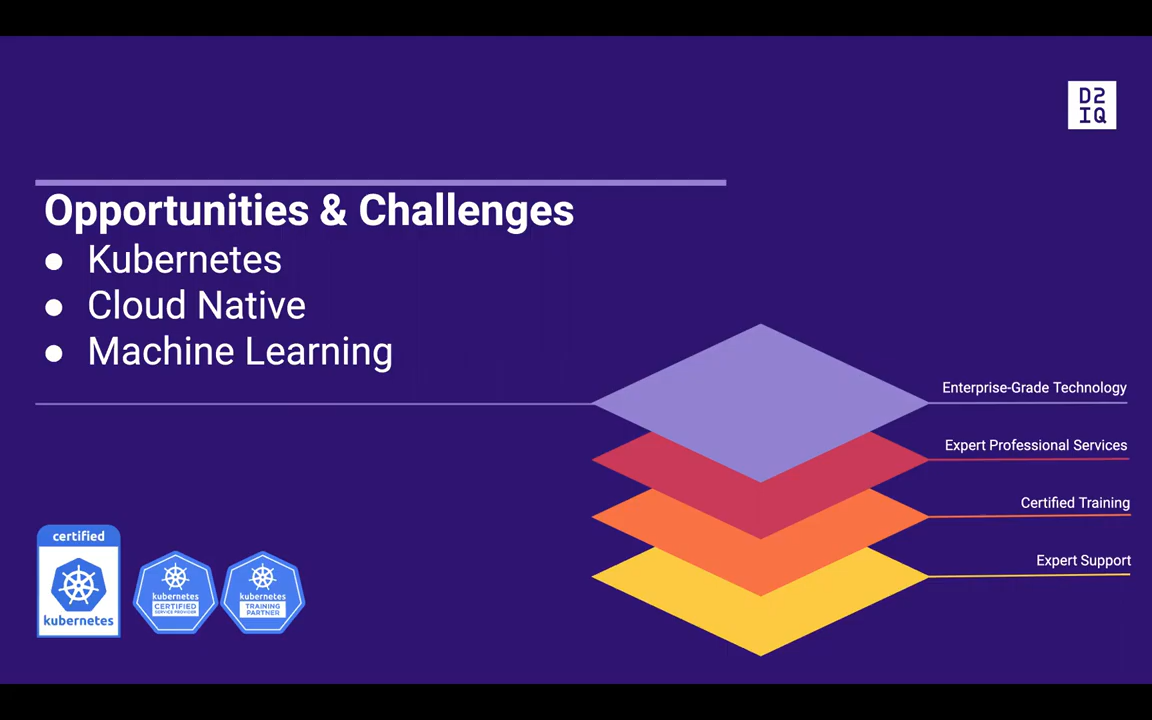 D2
IQ
Opportunities & Challenges
● Kubernetes
● Cloud Native
● Machine Learning
Enterprise-Grade Technology
Expert Professional Services
Certified Training
Expert Support
certified
kubernetes
kubernetes
CERTIFIED
SERVICE PROVIDER
kubernetes
TRAINING
PARTNER